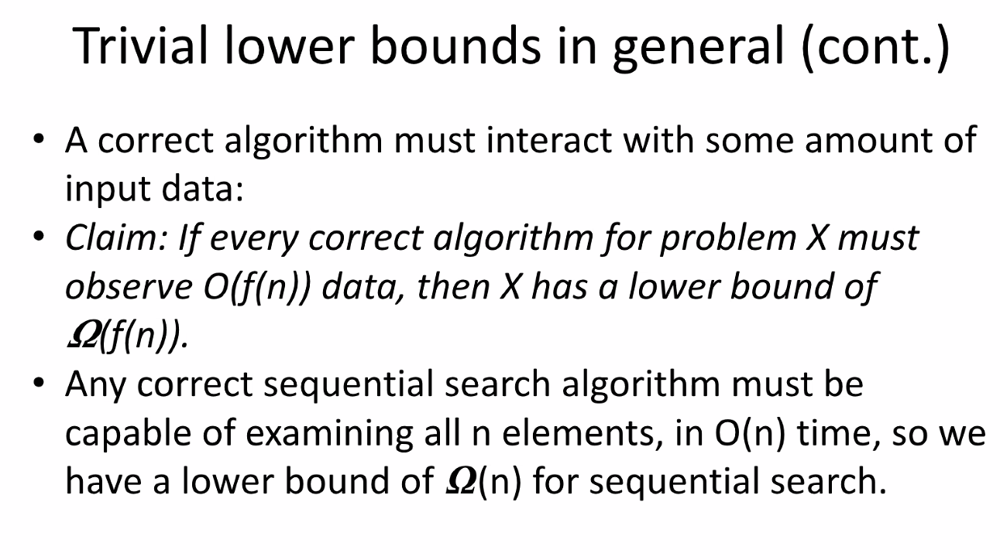 Trivial lower bounds in general (cont.)
• A correct algorithm must interact with some amount of
input data:
• Claim: If every correct algorithm for problem X must
observe O(f(n)) data, then X has a lower bound of
Ω(f(n)).
• Any correct sequential search algorithm must be
capable of examining all n elements, in O(n) time, so we
have a lower bound of Ω(n) for sequential search.